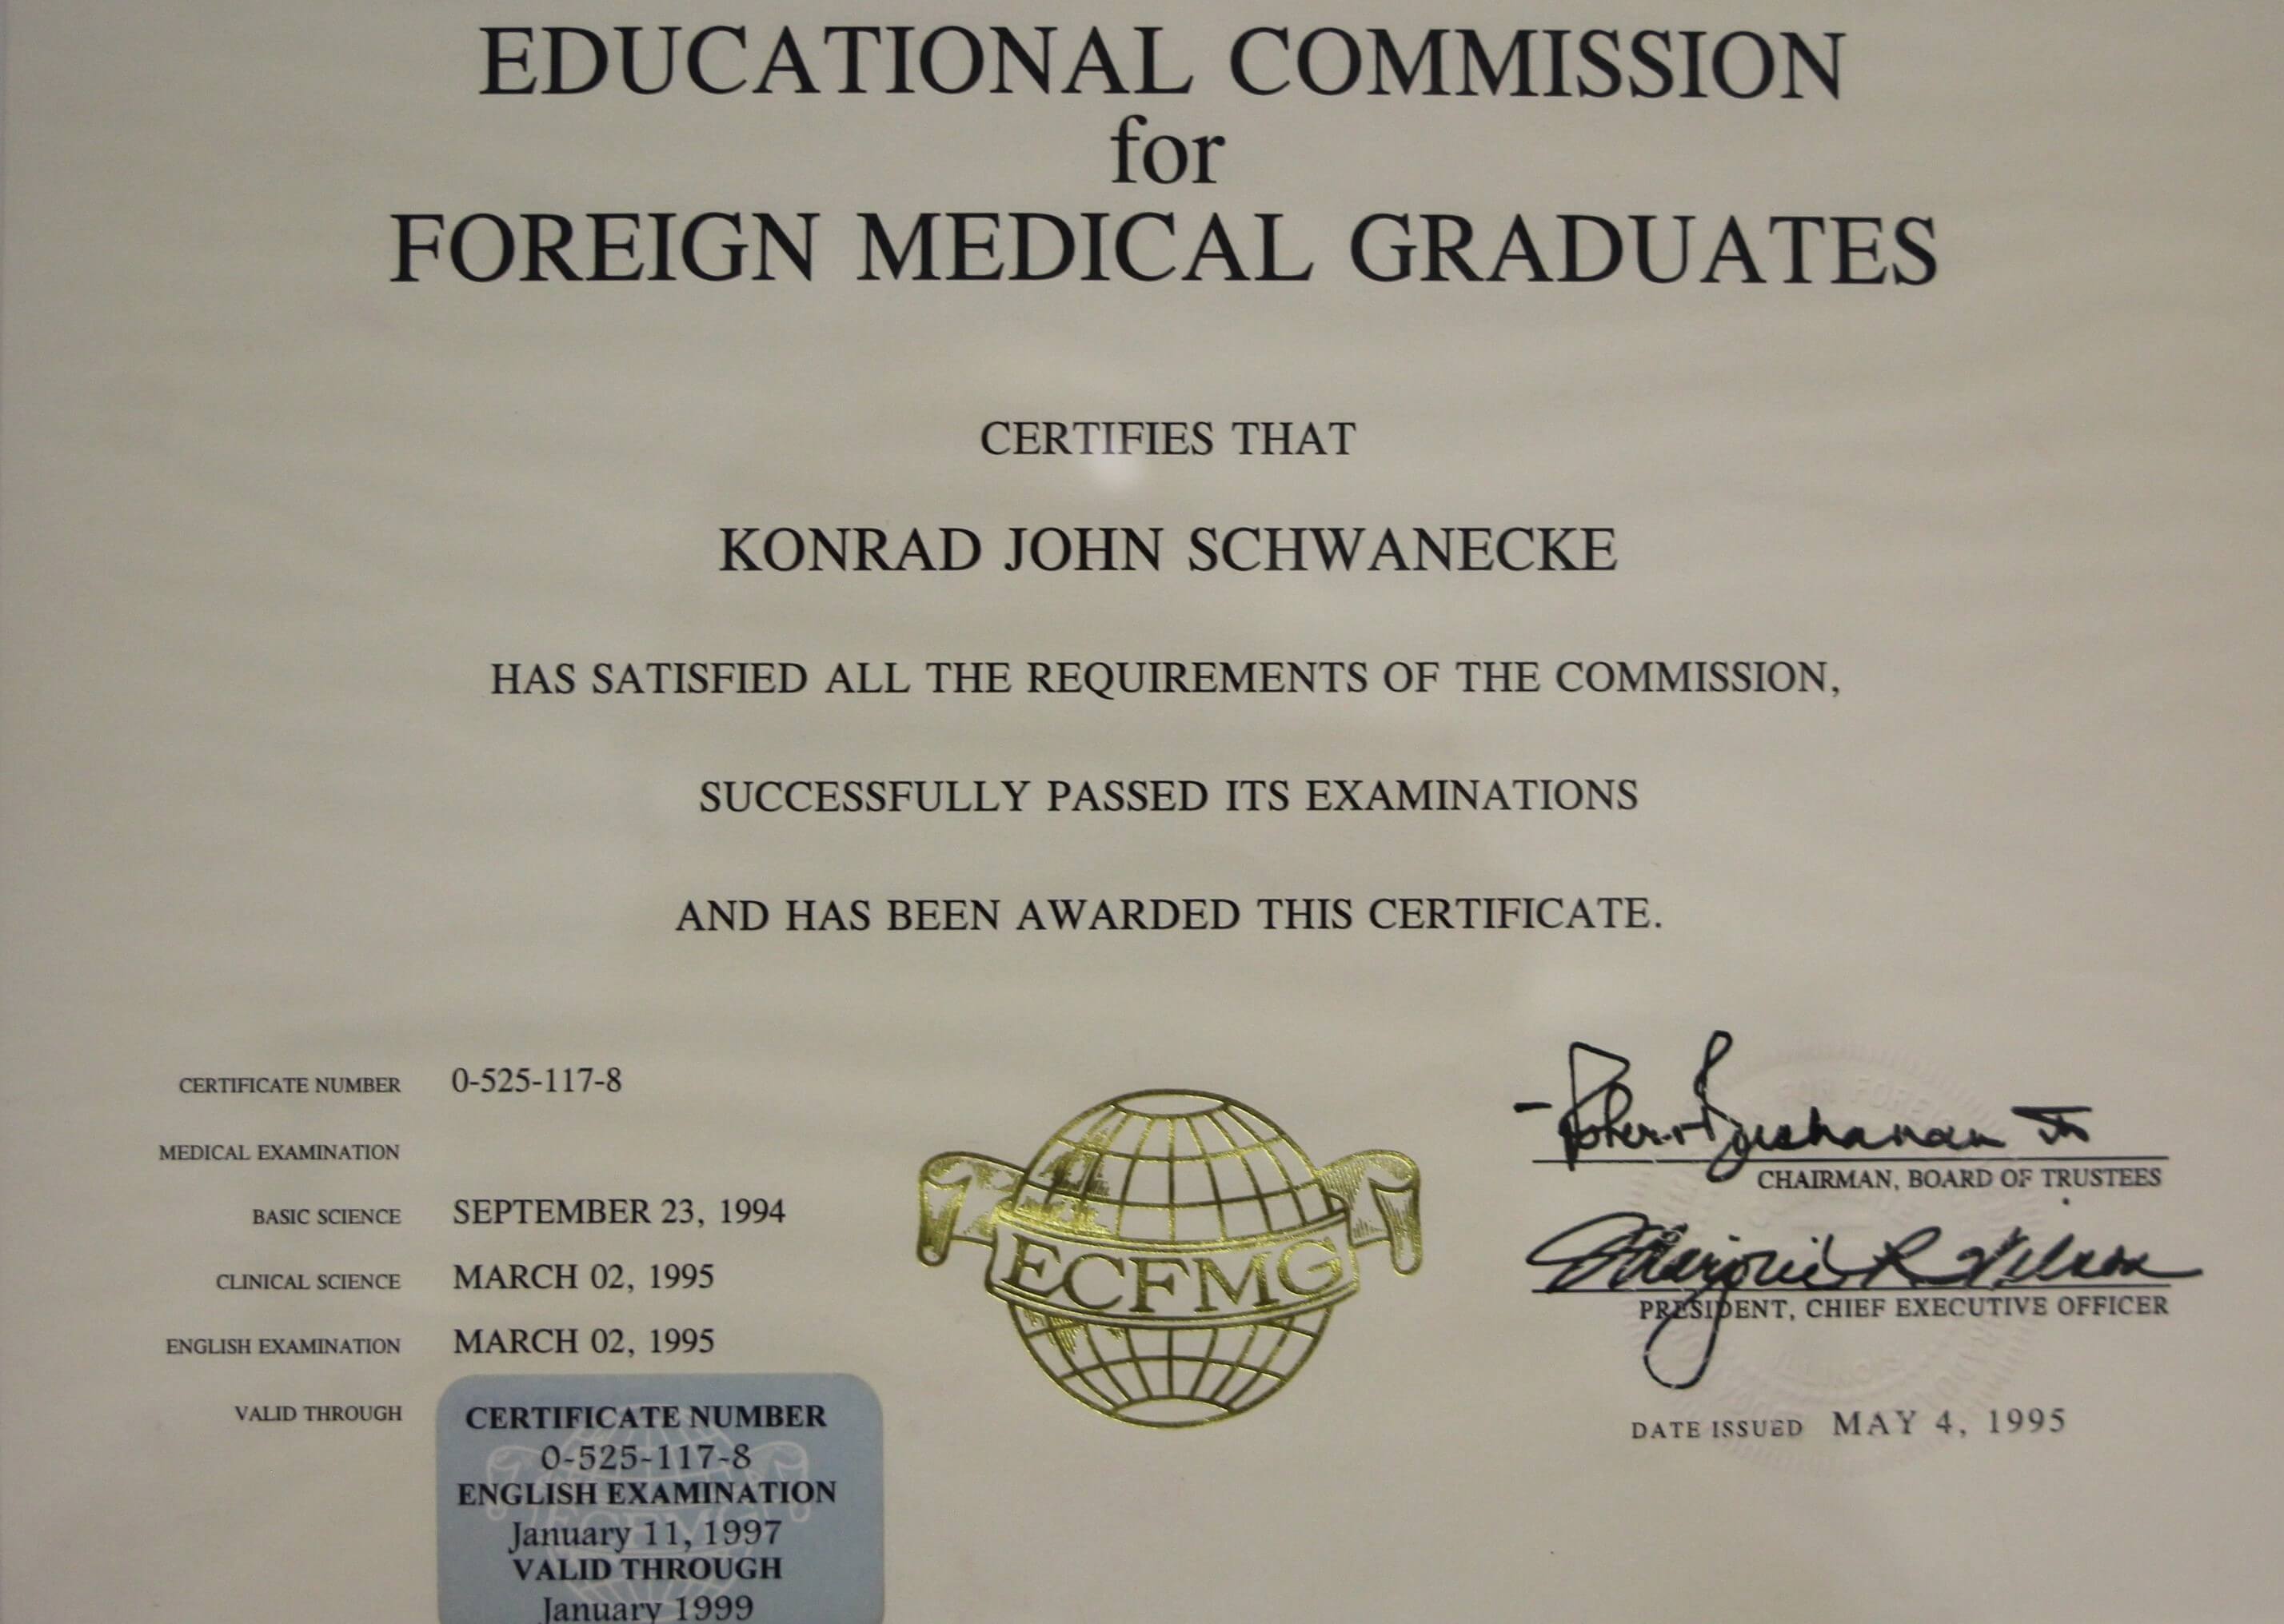 EDUCATIONAL COMMISSION
for
FOREIGN MEDICAL GRADUATES
CERTIFIES THAT
KONRAD JOHN SCHWANECKE
HAS SATISFIED ALL THE REQUIREMENTS OF THE COMMISSION,
SUCCESSFULLY PASSED ITS EXAMINATIONS
AND HAS BEEN AWARDED THIS CERTIFICATE.
CERTIFICATE NUMBER 0-525-117-8
MEDICAL EXAMINATION
BASIC SCIENCE SEPTEMBER 23, 1994
CLINICAL SCIENCE MARCH 02, 1995
ENGLISH EXAMINATION MARCH 02, 1995
VALID THROUGH
CERTIFICATE NUMBER
0-525-117-8
ENGLISH EXAMINATION
January 11, 1997
VALID THROUGH
January 1999
ECFMG
CHAIRMAN, BOARD OF TRUSTEES
Marjorie P. Wilson
PRESIDENT, CHIEF EXECUTIVE OFFICER
DATE ISSUED MAY 4, 1995
FOR FOREIGN
ILLINOIS